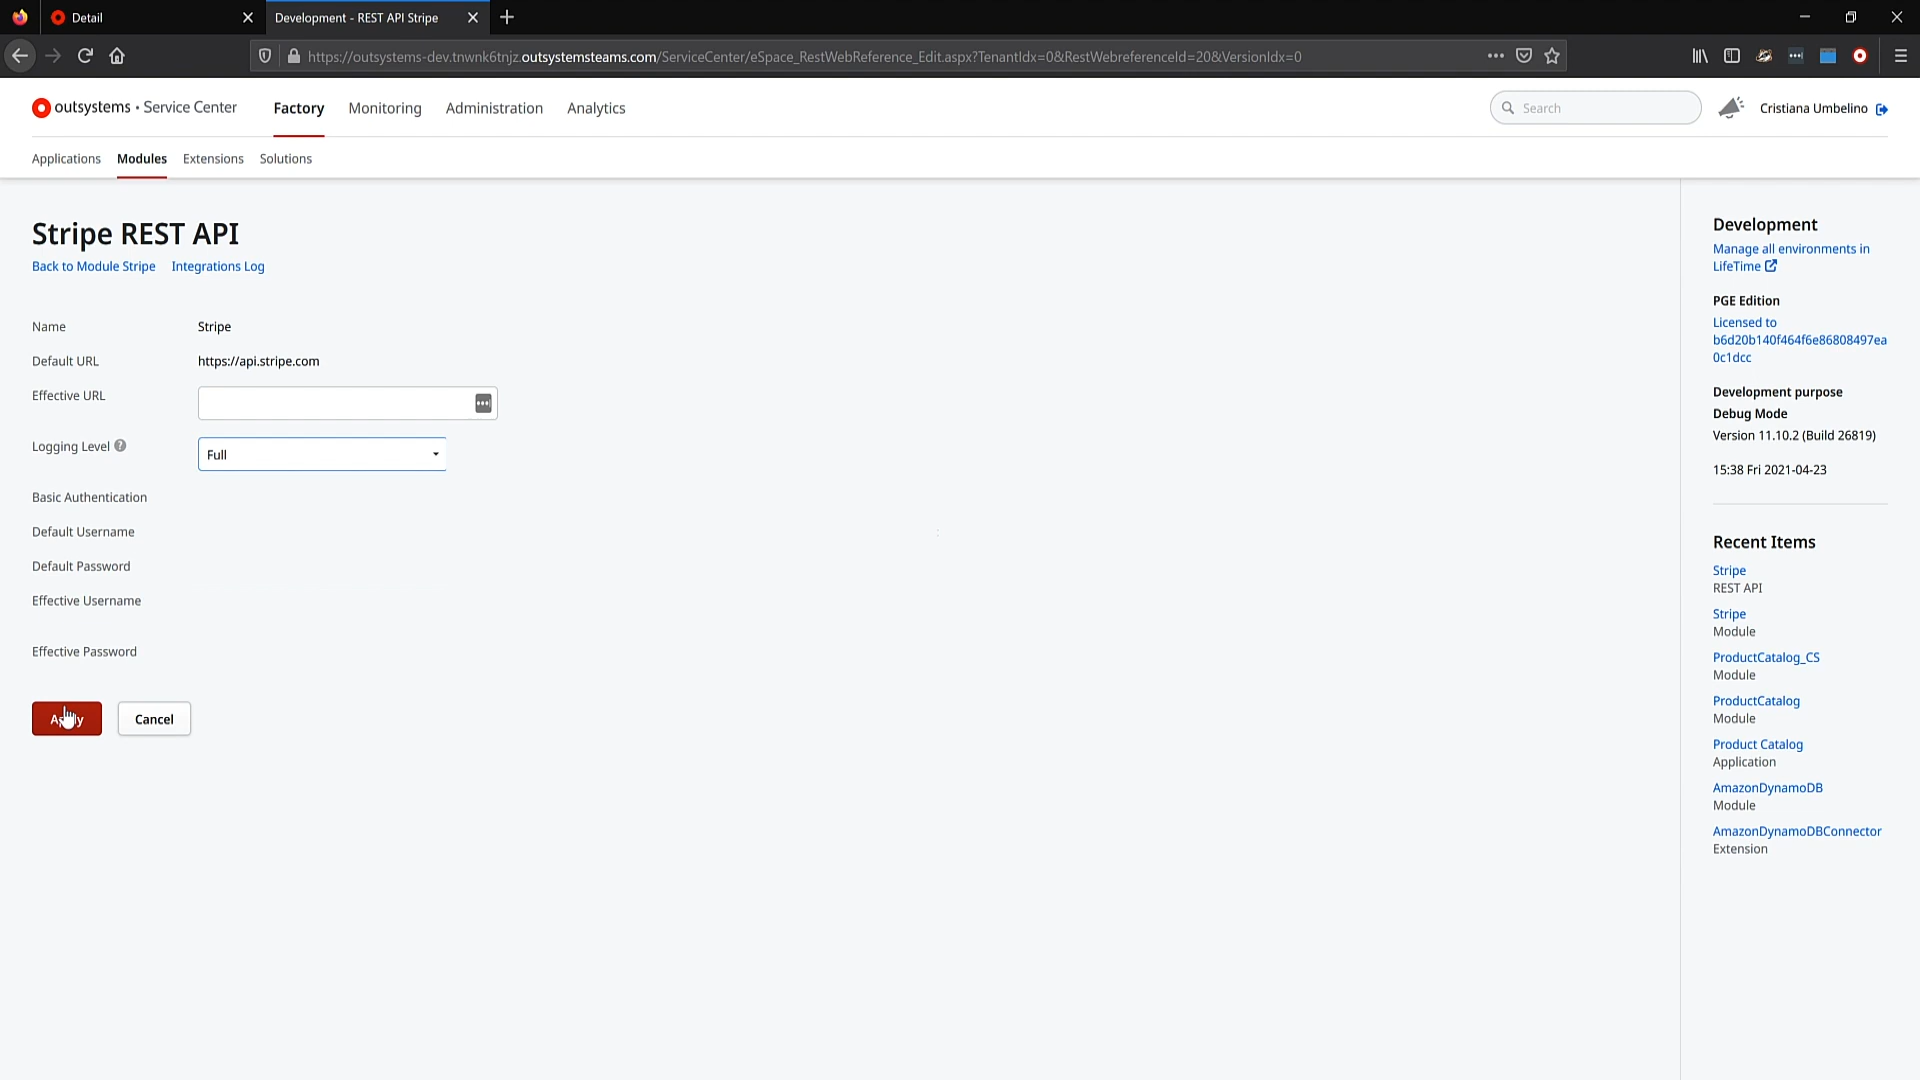 Detail
Development - REST API Stripe
https://outsystems-dev.tnwnk6tnjz.outsystemsteams.com/ServiceCenter/eSpace_RestWebReference_Edit.aspx?TenantIdx=0&RestWebreferenceId=20&VersionIdx=0
outsystems • Service Center
Factory
Monitoring
Administration
Analytics
Search
Cristiana Umbelino
Applications
Modules
Extensions
Solutions
Stripe REST API
Back to Module Stripe
Integrations Log
Name
Stripe
Default URL
https://api.stripe.com
Effective URL
Logging Level
Full
Basic Authentication
Default Username
Default Password
Effective Username
Effective Password
Apply
Cancel
Development
Manage all environments in
LifeTime
PGE Edition
Licensed to
b6d20b140f464f6e86808497ea
0c1dcc
Development purpose
Debug Mode
Version 11.10.2 (Build 26819)
15:38 Fri 2021-04-23
Recent Items
Stripe
REST API
Stripe
Module
ProductCatalog_CS
Module
ProductCatalog
Module
Product Catalog
Application
AmazonDynamoDB
Module
AmazonDynamoDBConnector
Extension